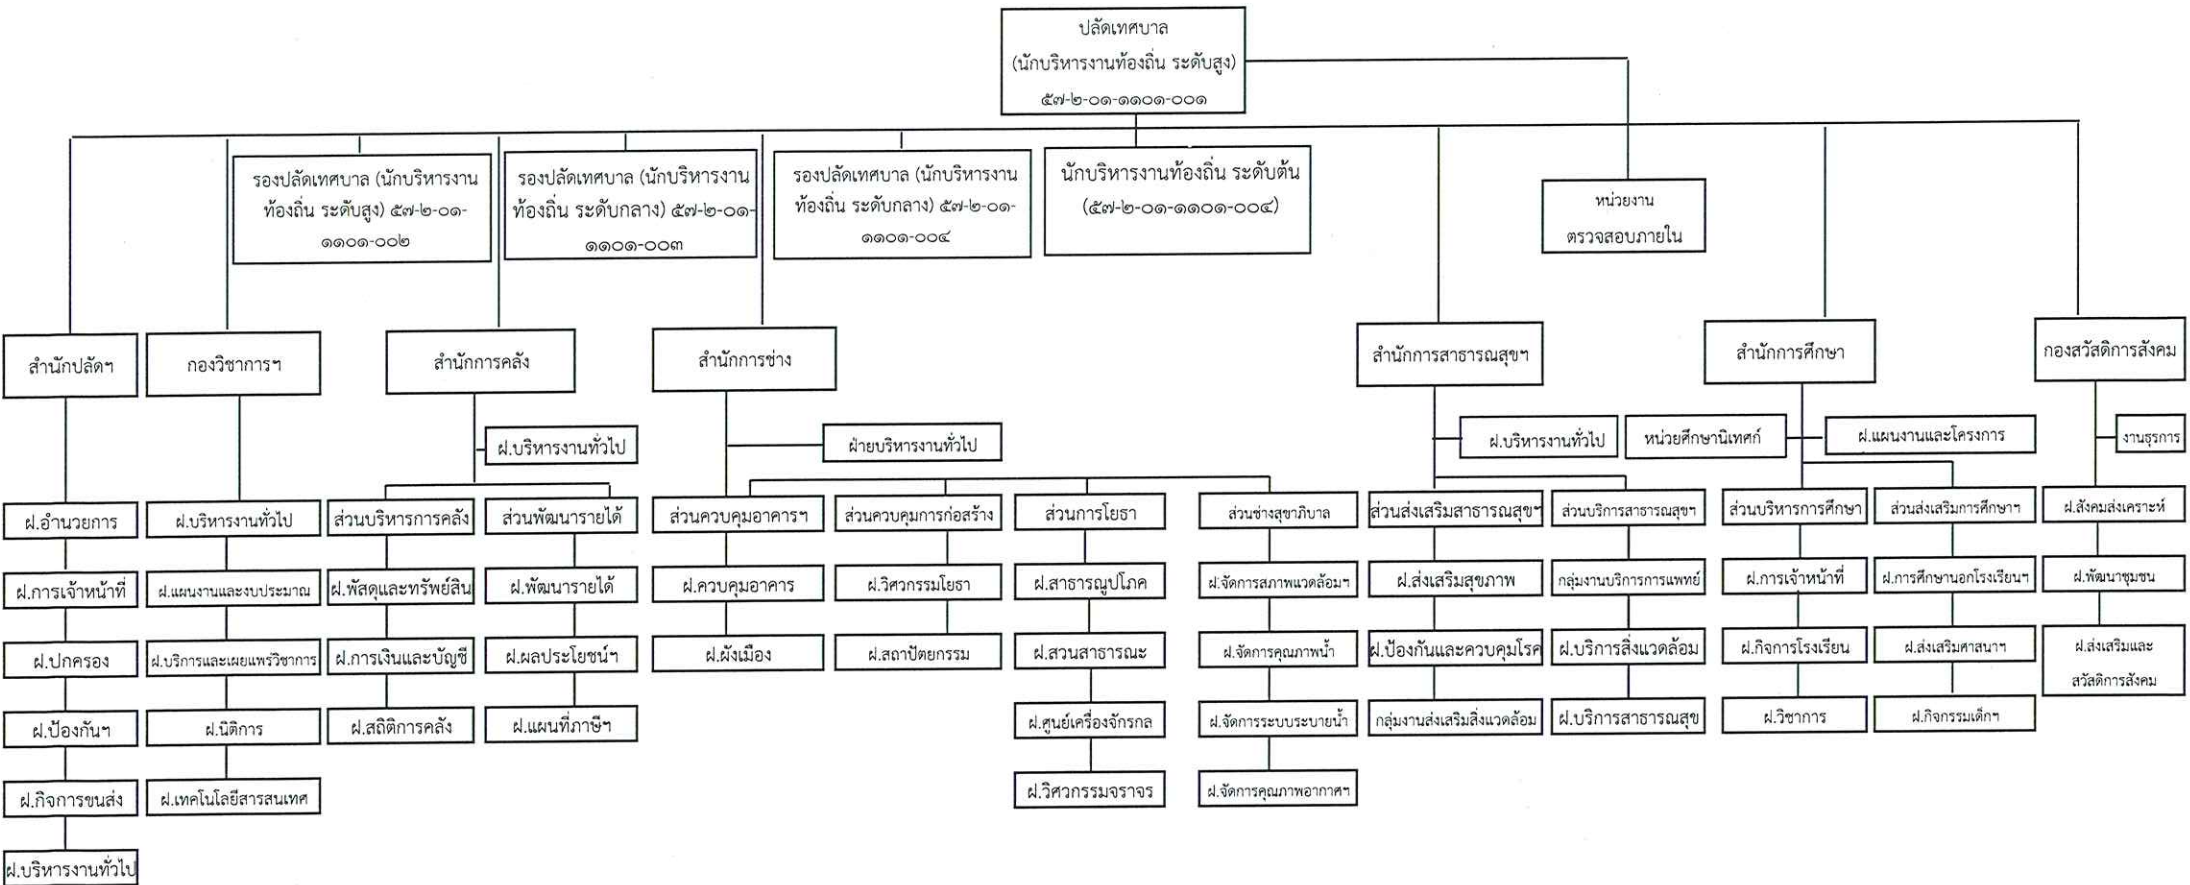 ปลัดเทศบาล
(นักบริหารงานท้องถิ่น ระดับสูง)
๕๗-๒-๐๑-๑๑๐๑-๐๐๑
รองปลัดเทศบาล (นักบริหารงาน
ท้องถิ่น ระดับสูง) ๕๗-๒-๐๑-
๑๑๐๑-๐๐๒
รองปลัดเทศบาล (นักบริหารงาน
ท้องถิ่น ระดับกลาง) ๕๗-๒-๐๑-
๑๑๐๑-๐๐๓
รองปลัดเทศบาล (นักบริหารงาน
ท้องถิ่น ระดับกลาง) ๕๗-๒-๐๑-
๑๑๐๑-๐๐๔
นักบริหารงานท้องถิ่น ระดับต้น
(๕๗-๒-๐๑-๑๑๐๑-๐๐๔)
หน่วยงาน
ตรวจสอบภายใน
สำนักปลัดฯ
กองวิชาการฯ
สำนักการคลัง
สำนักการช่าง
สำนักการสาธารณสุขฯ
สำนักการศึกษา
กองสวัสดิการสังคม
ฝ.บริหารงานทั่วไป
ฝ่ายบริหารงานทั่วไป
ฝ.บริหารงานทั่วไป
หน่วยศึกษานิเทศก์
ฝ.แผนงานและโครงการ
งานธุรการ
ฝ.อำนวยการ
ฝ.บริหารงานทั่วไป
ส่วนบริหารการคลัง
ส่วนพัฒนารายได้
ส่วนควบคุมอาคารฯ
ส่วนควบคุมการก่อสร้าง
ส่วนการโยธา
ส่วนช่างสุขาภิบาล
ส่วนส่งเสริมสาธารณสุขฯ
ส่วนบริการสาธารณสุขฯ
ส่วนบริหารการศึกษา
ส่วนส่งเสริมการศึกษาฯ
ฝ.สังคมสงเคราะห์
ฝ.การเจ้าหน้าที่
ฝ.แผนงานและงบประมาณ
ฝ.พัสดุและทรัพย์สิน
ฝ.พัฒนารายได้
ฝ.ควบคุมอาคาร
ฝ.วิศวกรรมโยธา
ฝ.สาธารณูปโภค
ฝ.จัดการสภาพแวดล้อมฯ
ฝ.ส่งเสริมสุขภาพ
กลุ่มงานบริการการแพทย์
ฝ.การเจ้าหน้าที่
ฝ.การศึกษานอกโรงเรียนฯ
ฝ.พัฒนาชุมชน
ฝ.ปกครอง
ฝ.บริการและเผยแพร่วิชาการ
ฝ.การเงินและบัญชี
ฝ.ผลประโยชน์ฯ
ฝ.ผังเมือง
ฝ.สถาปัตยกรรม
ฝ.สวนสาธารณะ
ฝ.จัดการคุณภาพน้ำ
ฝ.ป้องกันและควบคุมโรค
ฝ.บริการสิ่งแวดล้อม
ฝ.กิจการโรงเรียน
ฝ.ส่งเสริมศาสนาฯ
ฝ.ส่งเสริมและ
สวัสดิการสังคม
ฝ.ป้องกันฯ
ฝ.นิติการ
ฝ.สถิติการคลัง
ฝ.แผนที่ภาษีฯ
ฝ.ศูนย์เครื่องจักรกล
ฝ.จัดการระบบระบายน้ำ
กลุ่มงานส่งเสริมสิ่งแวดล้อม
ฝ.บริการสาธารณสุข
ฝ.วิชาการ
ฝ.กิจกรรมเด็กฯ
ฝ.กิจการขนส่ง
ฝ.เทคโนโลยีสารสนเทศ
ฝ.วิศวกรรมจราจร
ฝ.จัดการคุณภาพอากาศฯ
ฝ.บริหารงานทั่วไป